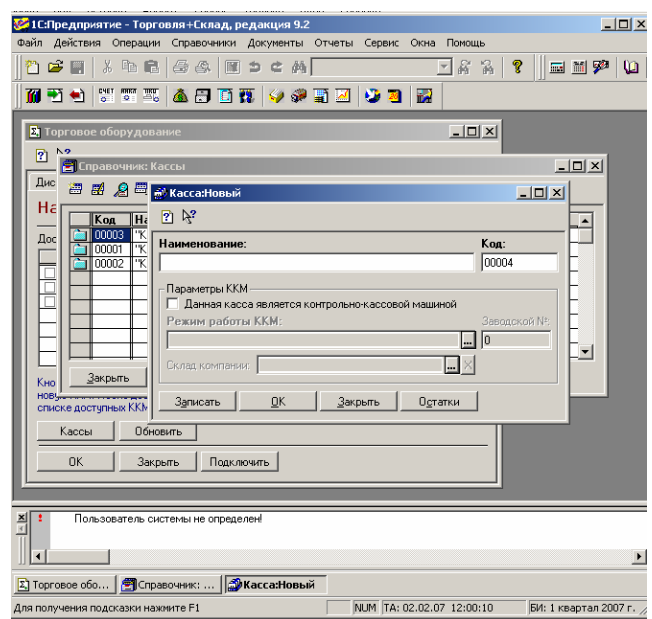 1С:Предприятие - Торговля+Склад, редакция 9.2
Файл Действия Операции Справочники Документы Отчеты Сервис Окна Помощь
Торговое оборудование
Справочник: Кассы
Касса:Новый
Код
00003 "К
00001 "К
00002 "К
Наименование: Код:
00004
Параметры ККМ
Данная касса является контрольно-кассовой машиной
Режим работы ККМ: Заводской №:
0
Склад компании:
Закрыть
Записать ОК Закрыть Остатки
списке доступных ККМ
Кассы Обновить
ОК Закрыть Подключить
! Пользователь системы не определен!
Торговое обо... Справочник: ... Касса:Новый
Для получения подсказки нажмите F1 NUM ТА: 02.02.07 12:00:10 БИ: 1 квартал 2007 г.